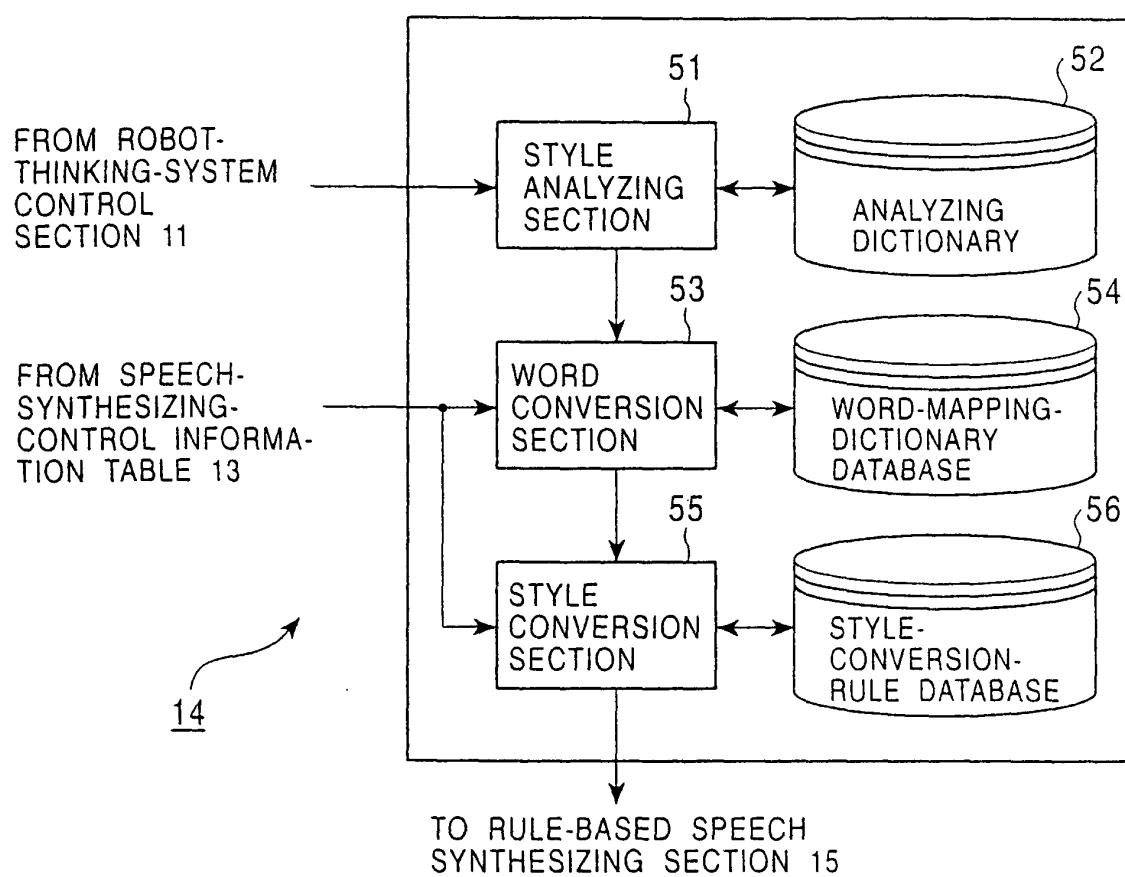 51
52
FROM ROBOT-
THINKING-SYSTEM
CONTROL
SECTION 11
STYLE
ANALYZING
SECTION
ANALYZING
DICTIONARY
53
54
FROM SPEECH-
SYNTHESIZING-
CONTROL INFORMA-
TION TABLE 13
WORD
CONVERSION
SECTION
WORD-MAPPING-
DICTIONARY
DATABASE
55
56
STYLE
CONVERSION
SECTION
STYLE-
CONVERSION-
RULE DATABASE
14
TO RULE-BASED SPEECH
SYNTHESIZING SECTION 15